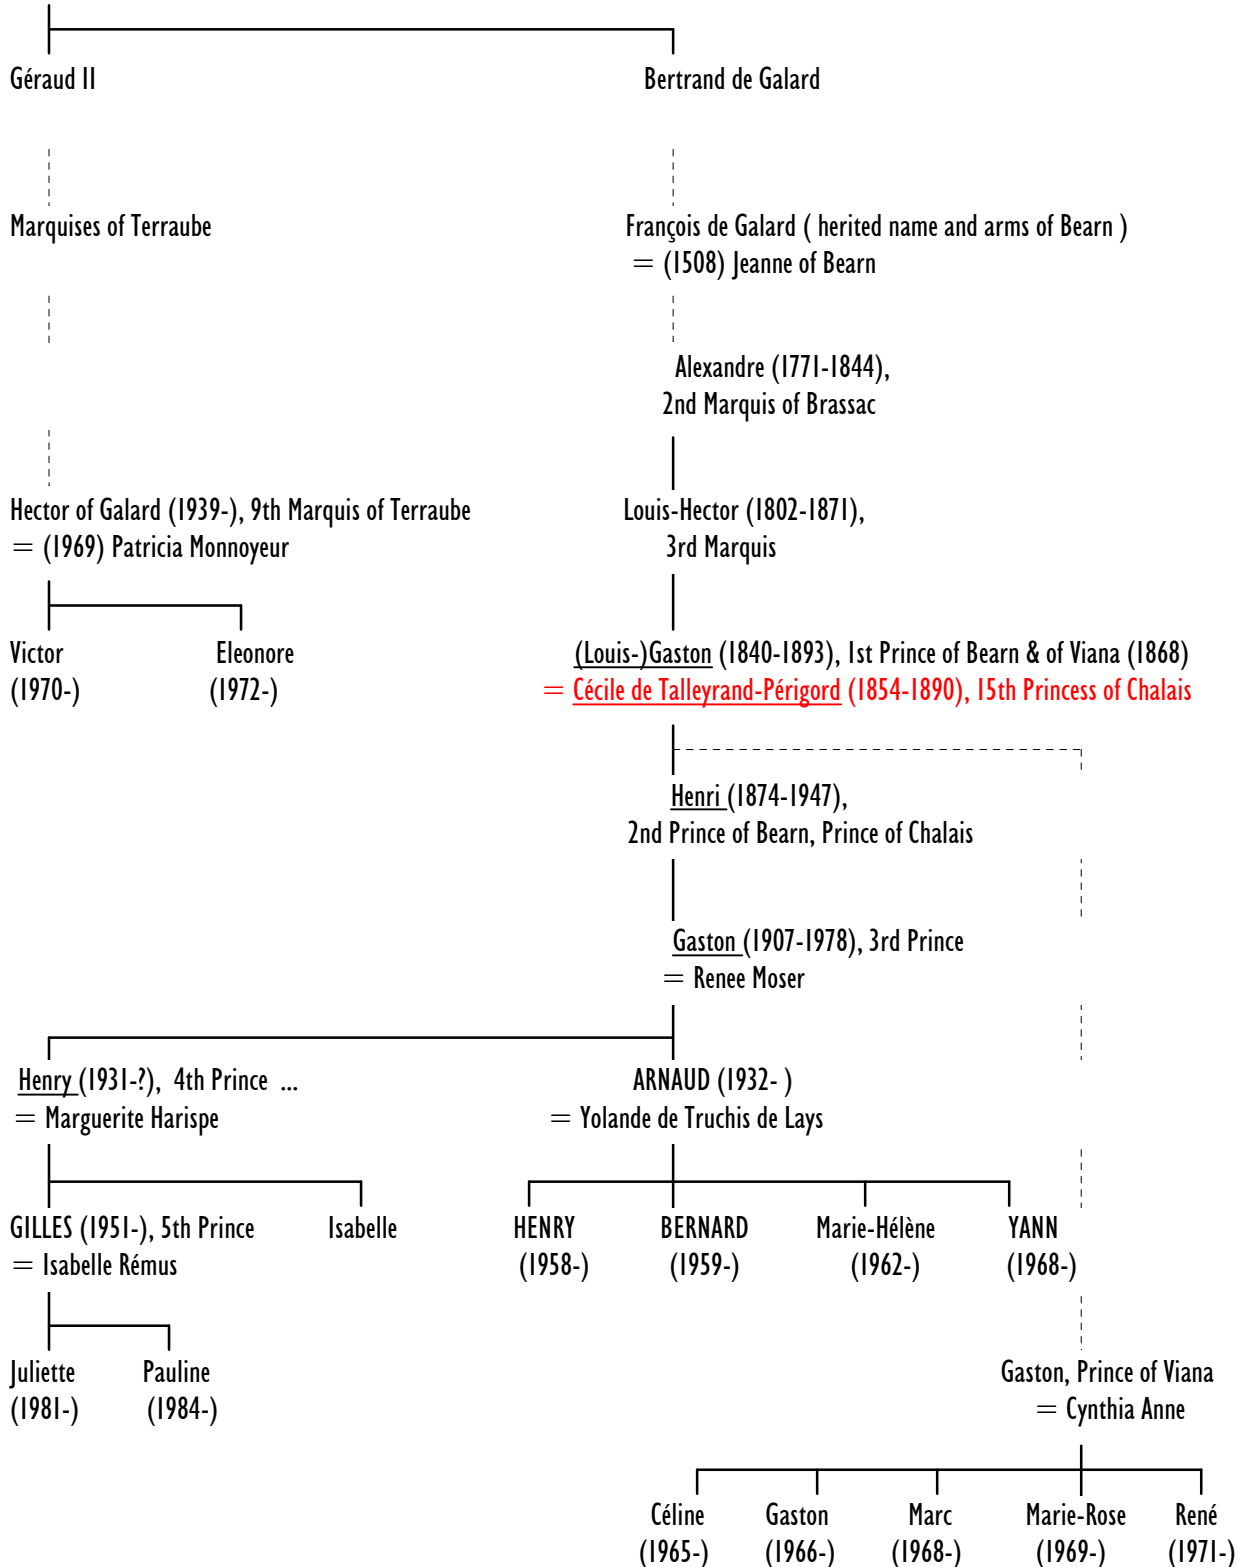 Géraud II
Bertrand de Galard
Marquises of Terraube
François de Galard ( herited name and arms of Bearn )
= (1508) Jeanne of Bearn
Alexandre (1771-1844),
2nd Marquis of Brassac
Hector of Galard (1939-), 9th Marquis of Terraube
= (1969) Patricia Monnoyeur
Louis-Hector (1802-1871),
3rd Marquis
Victor
(1970-)
Eleonore
(1972-)
(Louis-)Gaston (1840-1893), 1st Prince of Bearn & of Viana (1868)
= Cécile de Talleyrand-Périgord (1854-1890), 15th Princess of Chalais
Henri (1874-1947),
2nd Prince of Bearn, Prince of Chalais
Gaston (1907-1978), 3rd Prince
= Renee Moser
Henry (1931-?), 4th Prince ...
= Marguerite Harispe
ARNAUD (1932- )
= Yolande de Truchis de Lays
GILLES (1951-), 5th Prince
= Isabelle Rémus
Isabelle
HENRY
(1958-)
BERNARD
(1959-)
Marie-Hélène
(1962-)
YANN
(1968-)
Juliette
(1981-)
Pauline
(1984-)
Gaston, Prince of Viana
= Cynthia Anne
Céline
(1965-)
Gaston
(1966-)
Marc
(1968-)
Marie-Rose
(1969-)
René
(1971-)